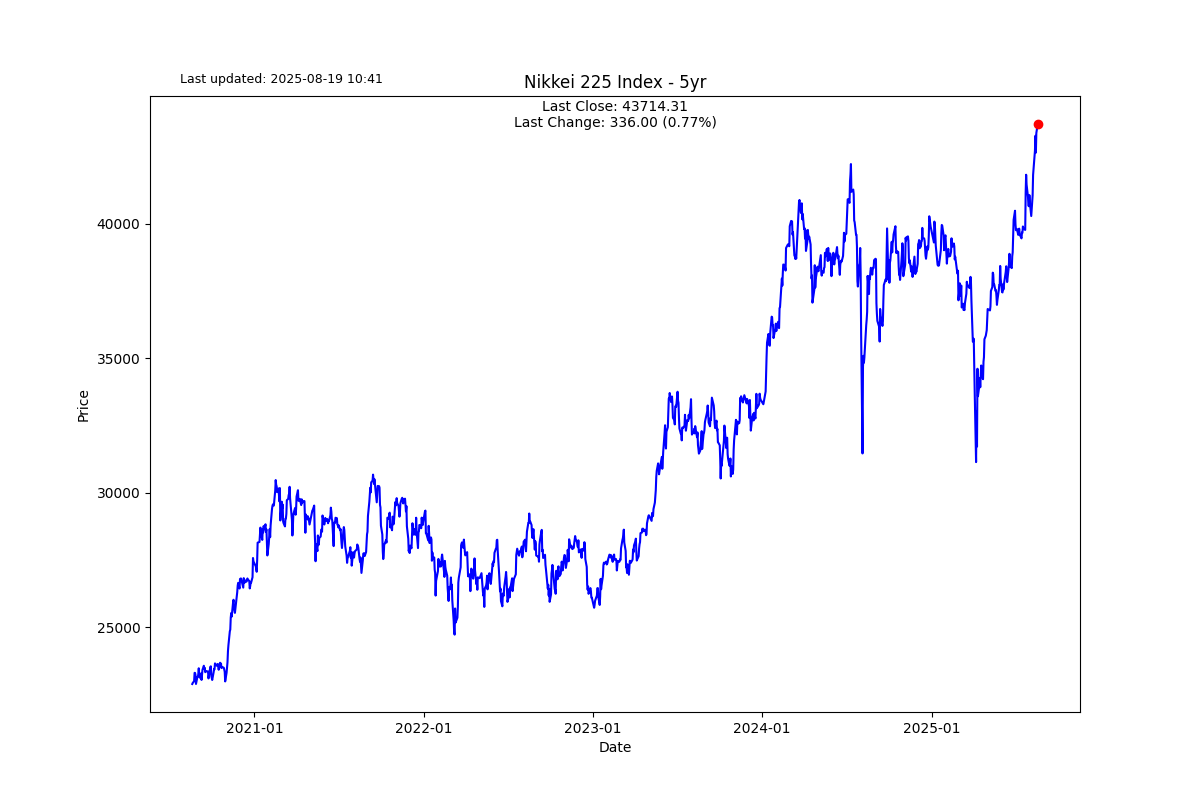 Last updated: 2025-08-19 10:41
Nikkei 225 Index - 5yr
Last Close: 43714.31
Last Change: 336.00 (0.77%)
40000
35000
30000
25000
Price
2021-01
2022-01
2023-01
2024-01
2025-01
Date